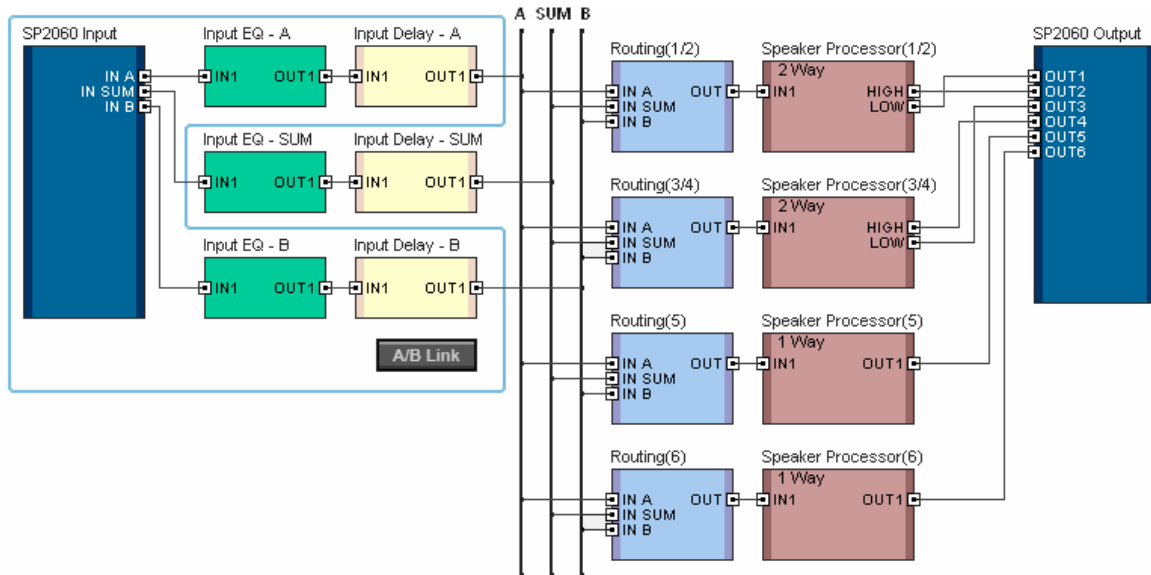 A SUM B
SP2060 Input
IN A
IN SUM
IN B
Input EQ - A
IN1 OUT1
Input Delay - A
IN1 OUT1
Input EQ - SUM
IN1 OUT1
Input Delay - SUM
IN1 OUT1
Input EQ - B
IN1 OUT1
Input Delay - B
IN1 OUT1
A/B Link
Routing(1/2)
IN A OUT
IN SUM
IN B
Speaker Processor(1/2)
2 Way
IN1 HIGH
LOW
Routing(3/4)
IN A OUT
IN SUM
IN B
Speaker Processor(3/4)
2 Way
IN1 HIGH
LOW
Routing(5)
IN A OUT
IN SUM
IN B
Speaker Processor(5)
1 Way
IN1 OUT1
Routing(6)
IN A OUT
IN SUM
IN B
Speaker Processor(6)
1 Way
IN1 OUT1
SP2060 Output
OUT1
OUT2
OUT3
OUT4
OUT5
OUT6